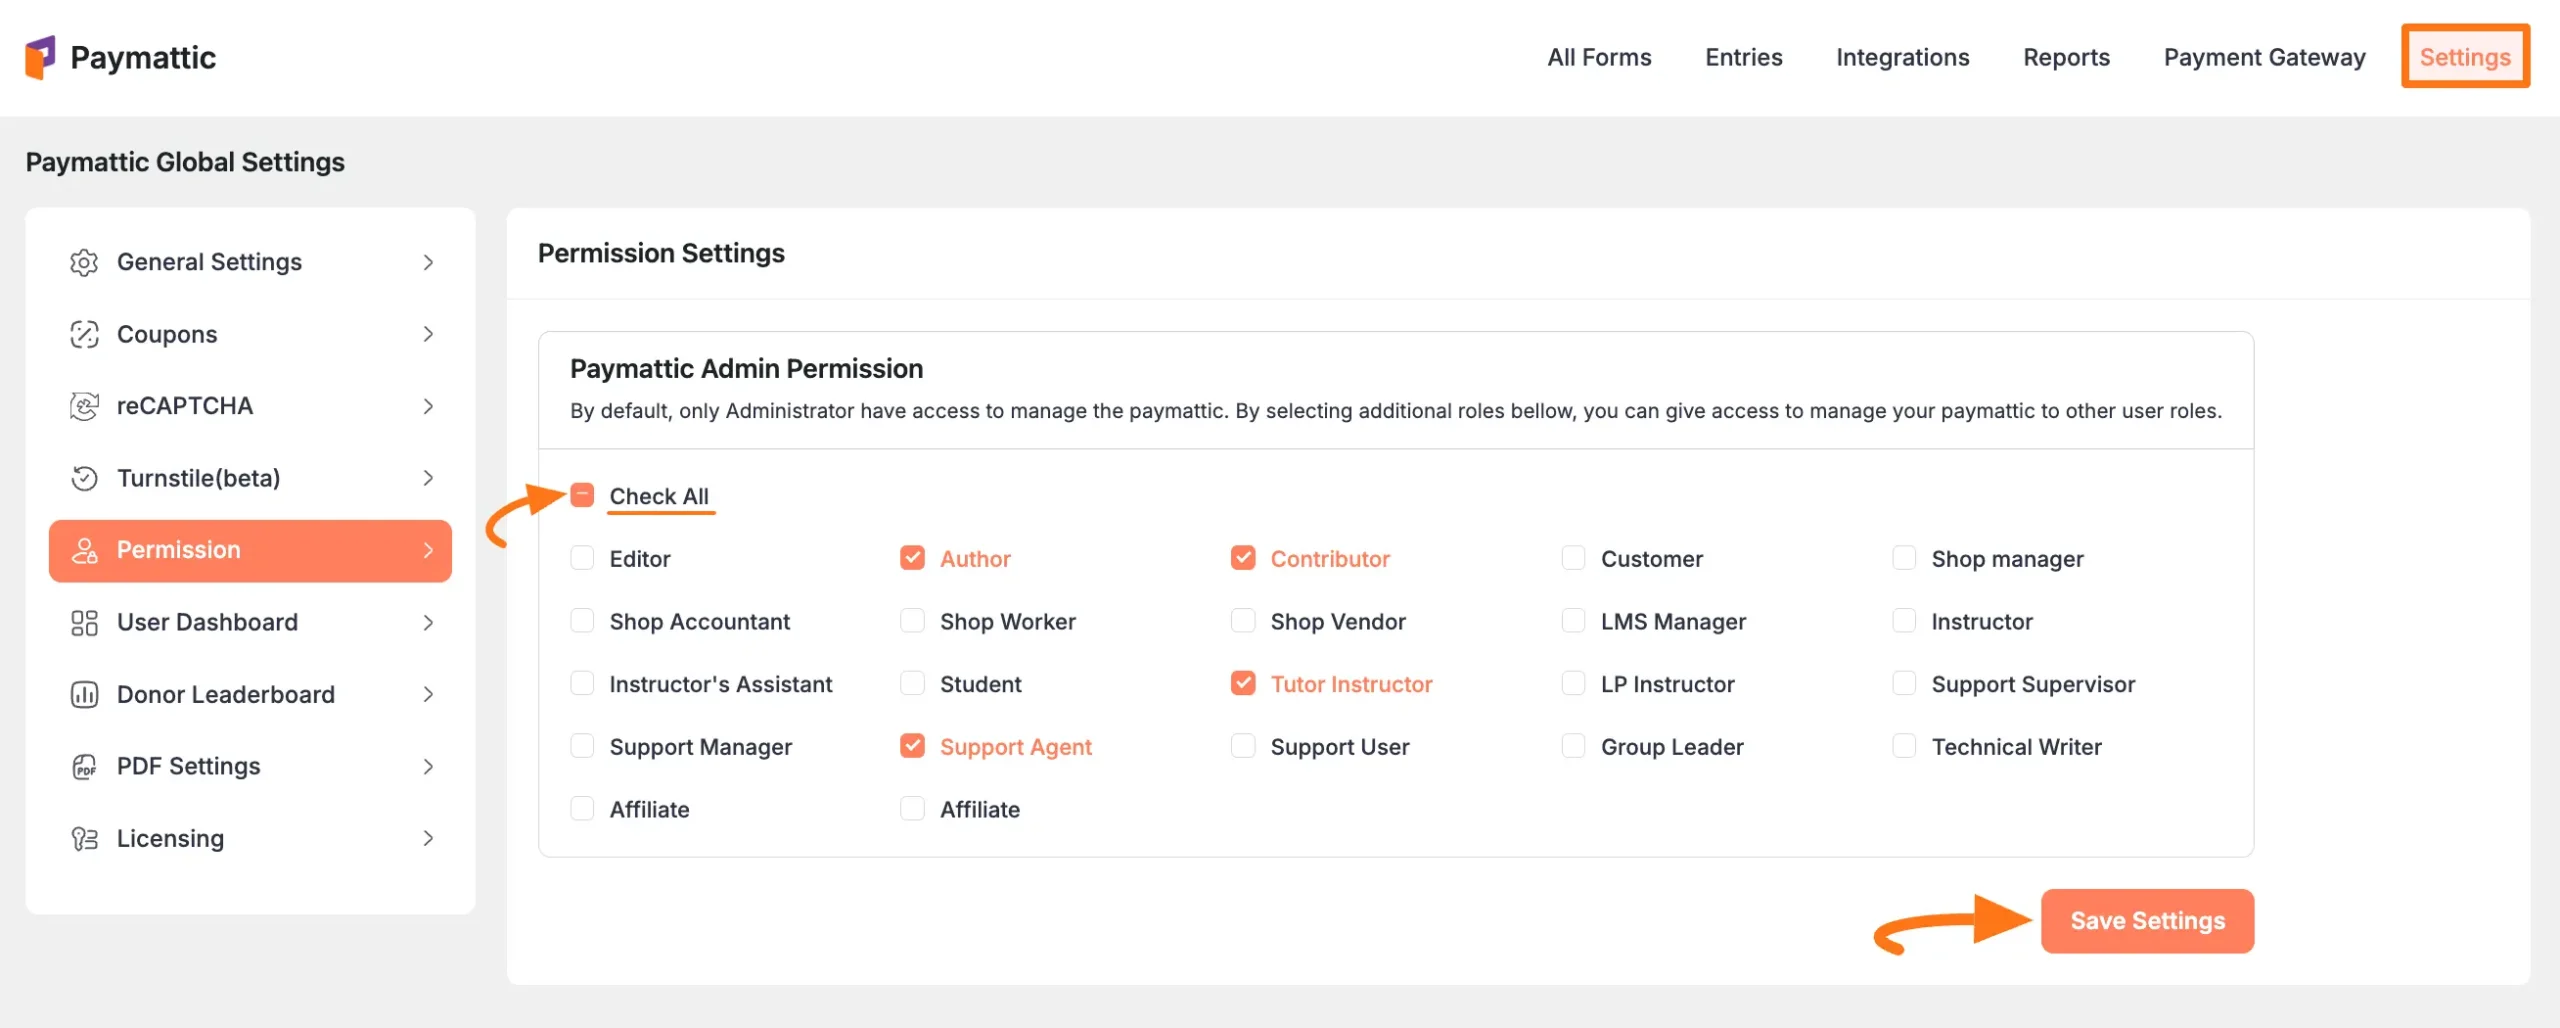 Paymattic
All Forms Entries Integrations Reports Payment Gateway Settings
Paymattic Global Settings
General Settings
Coupons
reCAPTCHA
Turnstile(beta)
Permission
User Dashboard
Donor Leaderboard
PDF Settings
Licensing
Permission Settings
Paymattic Admin Permission
By default, only Administrator have access to manage the paymattic. By selecting additional roles bellow, you can give access to manage your paymattic to other user roles.
Check All
Editor Author Contributor Customer Shop manager
Shop Accountant Shop Worker Shop Vendor LMS Manager Instructor
Instructor's Assistant Student Tutor Instructor LP Instructor Support Supervisor
Support Manager Support Agent Support User Group Leader Technical Writer
Affiliate Affiliate
Save Settings